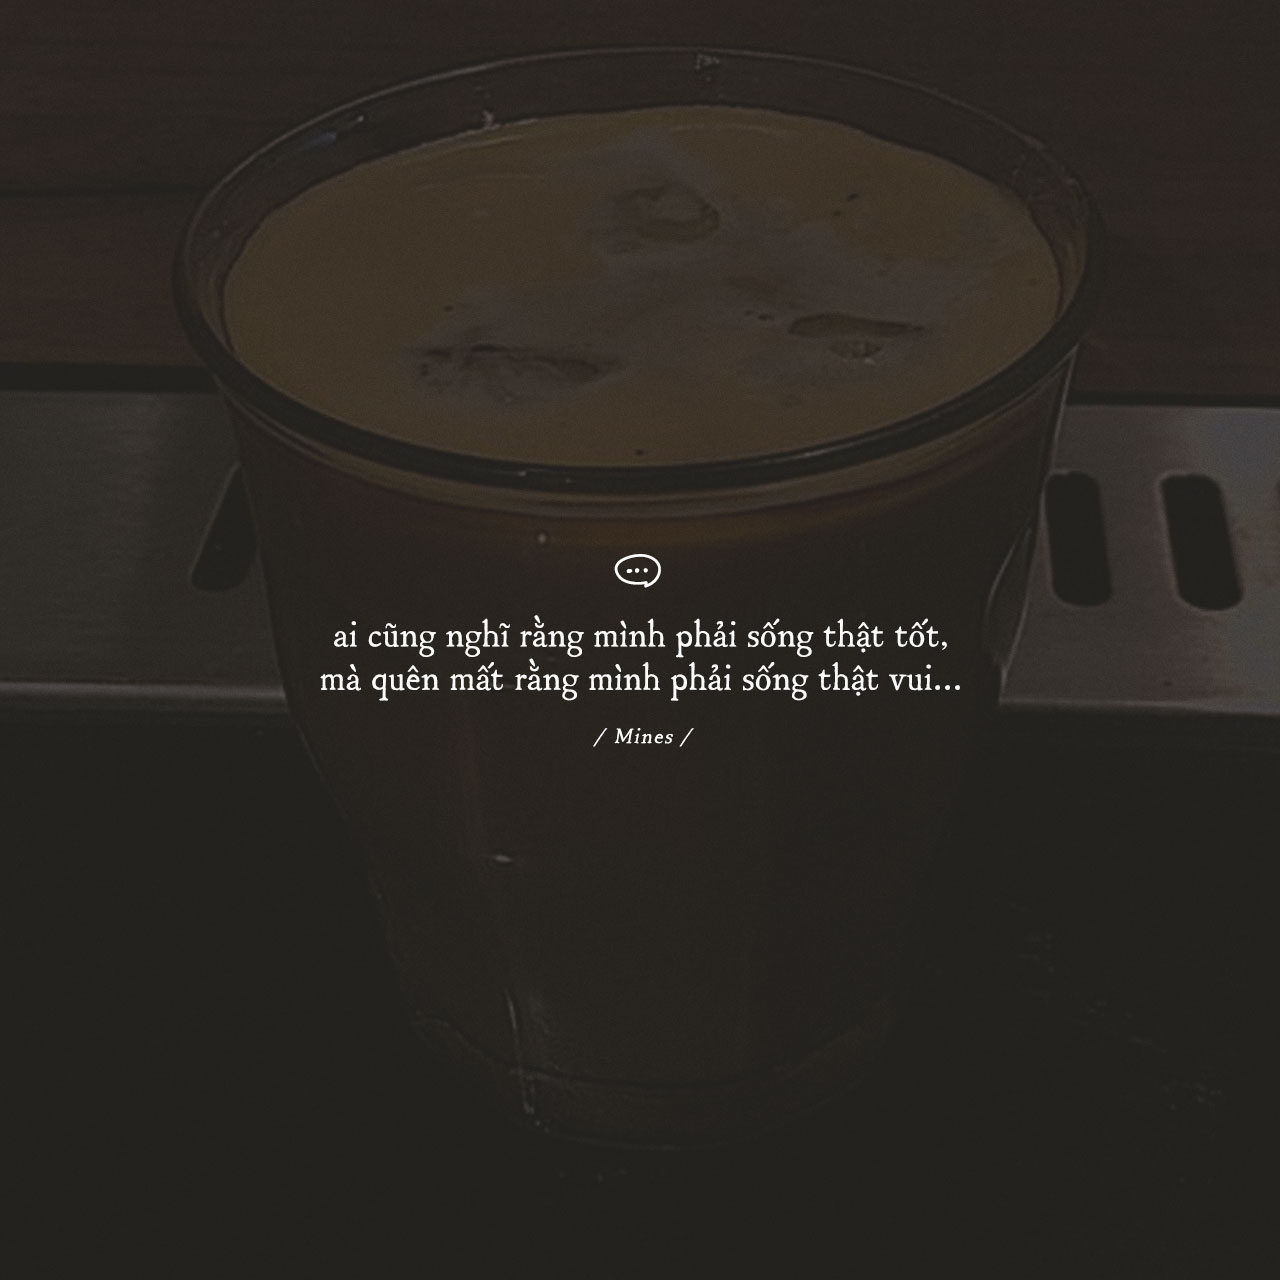 ai cũng nghĩ rằng mình phải sống thật tốt,
mà quên mất rằng mình phải sống thật vui...
/ Mines /